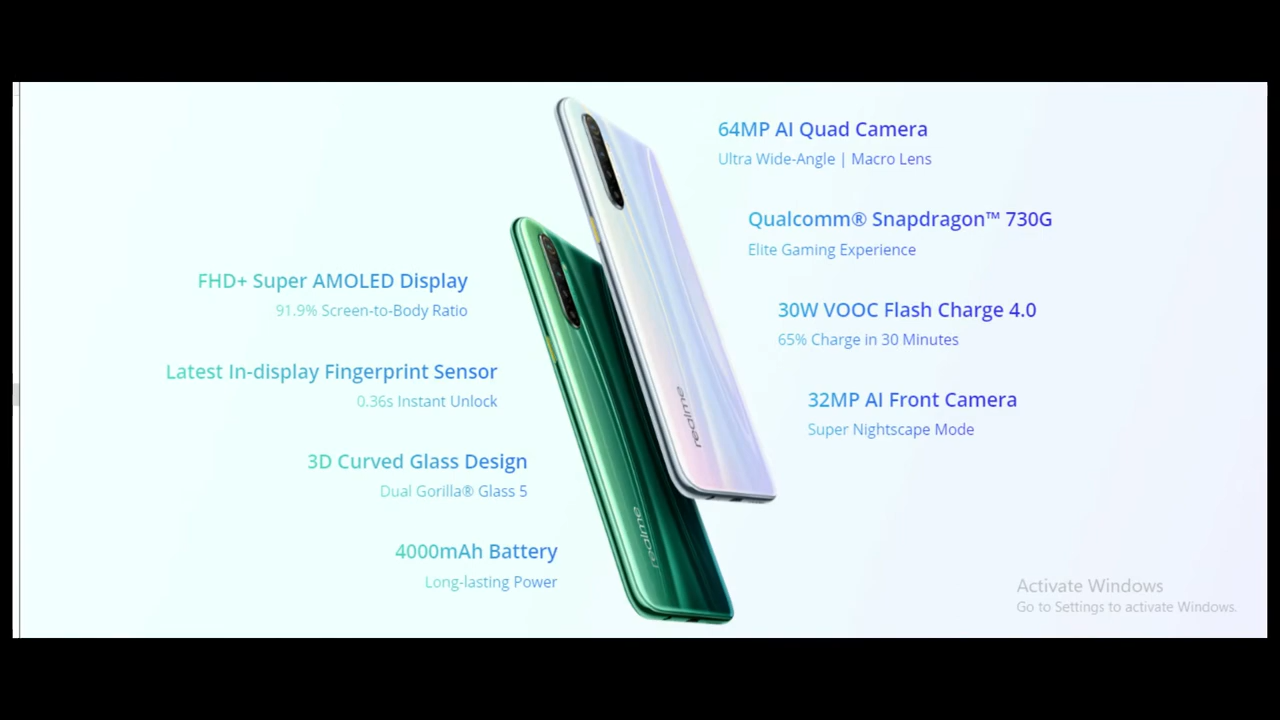 64MP AI Quad Camera
Ultra Wide-Angle | Macro Lens
Qualcomm® Snapdragon™ 730G
Elite Gaming Experience
30W VOOC Flash Charge 4.0
65% Charge in 30 Minutes
32MP AI Front Camera
Super Nightscape Mode
FHD+ Super AMOLED Display
91.9% Screen-to-Body Ratio
Latest In-display Fingerprint Sensor
0.36s Instant Unlock
3D Curved Glass Design
Dual Gorilla® Glass 5
4000mAh Battery
Long-lasting Power
realme
realme
Activate Windows
Go to Settings to activate Windows.